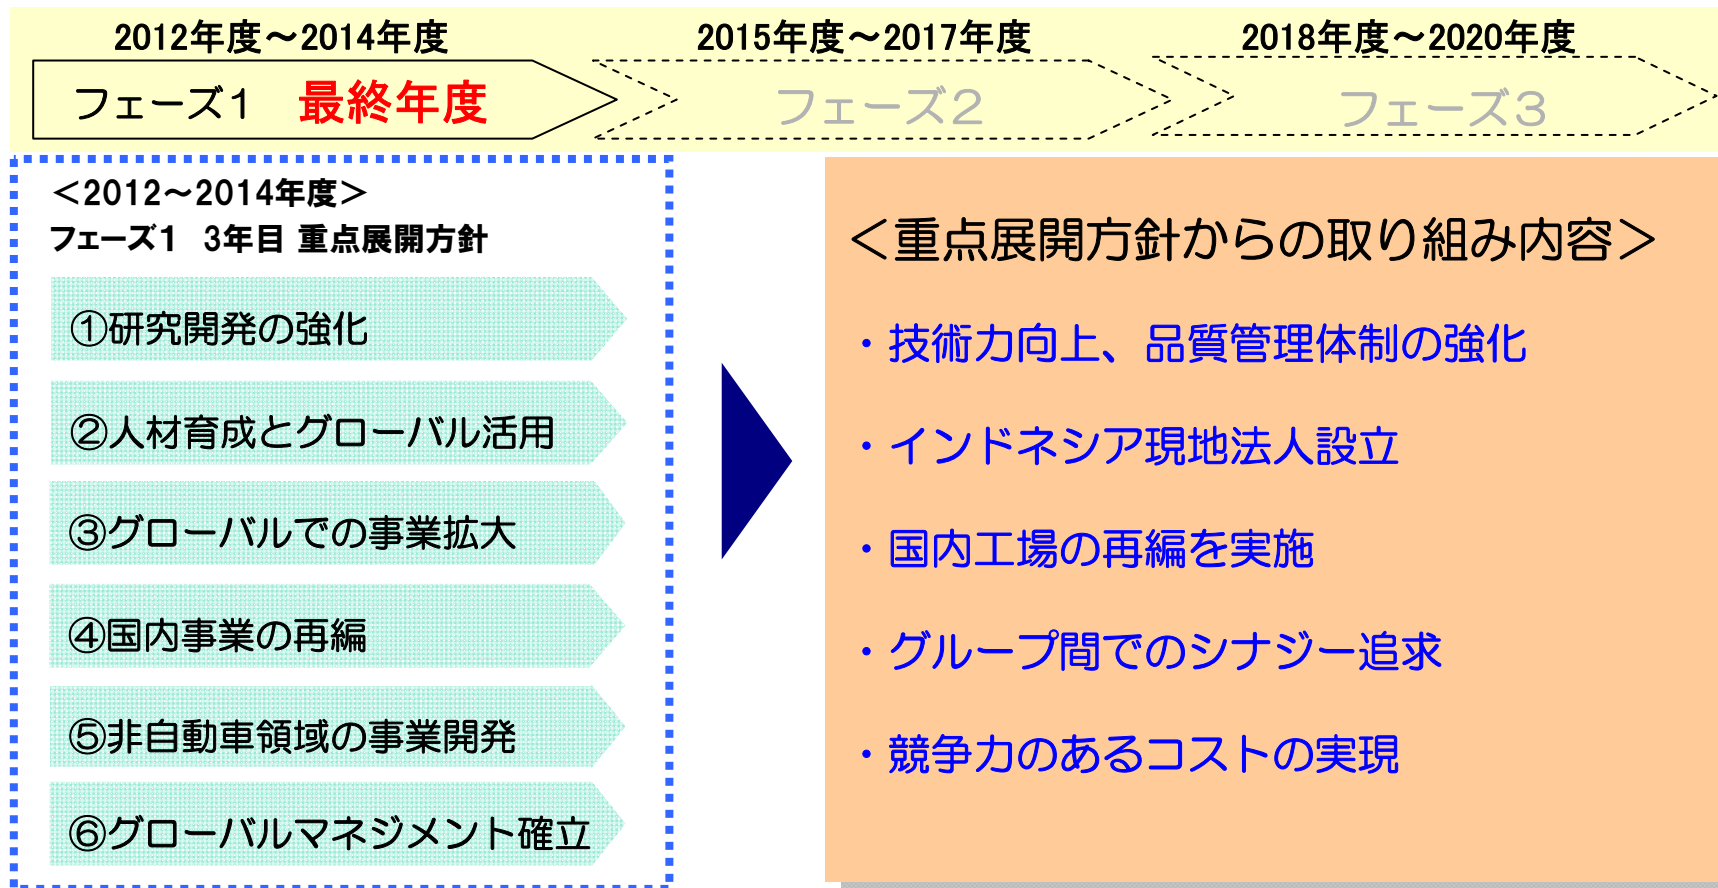 2012年度～2014年度 2015年度～2017年度 2018年度～2020年度
フェーズ１ 最終年度 フェーズ２ フェーズ３
＜2012～2014年度＞
フェーズ１ 3年目 重点展開方針
①研究開発の強化
②人材育成とグローバル活用
③グローバルでの事業拡大
④国内事業の再編
⑤非自動車領域の事業開発
⑥グローバルマネジメント確立
＜重点展開方針からの取り組み内容＞
・技術力向上、品質管理体制の強化
・インドネシア現地法人設立
・国内工場の再編を実施
・グループ間でのシナジー追求
・競争力のあるコストの実現